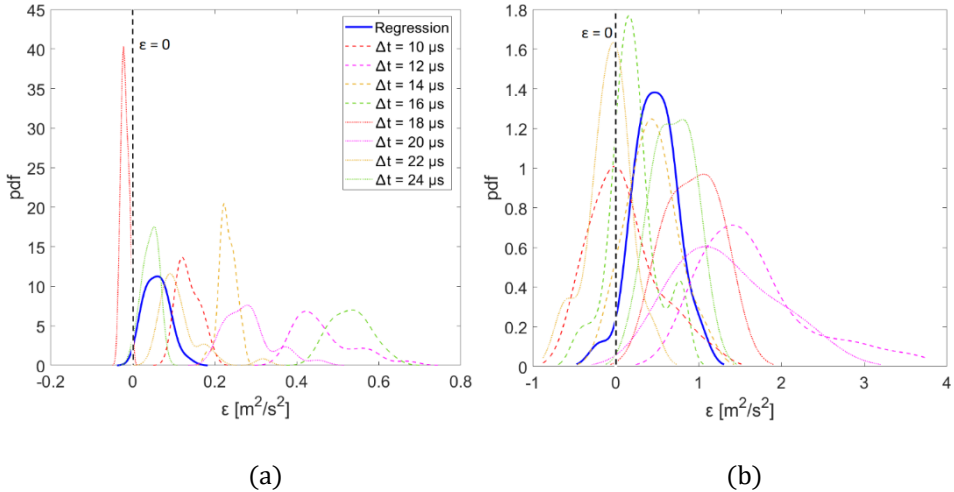 45
40
35
30
25
20
15
10
5
0
pdf
-0.2
0
0.2
0.4
0.6
0.8
ε [m²/s²]
ε = 0
Regression
Δt = 10 μs
Δt = 12 μs
Δt = 14 μs
Δt = 16 μs
Δt = 18 μs
Δt = 20 μs
Δt = 22 μs
Δt = 24 μs
(a)
1.8
1.6
1.4
1.2
1
0.8
0.6
0.4
0.2
0
pdf
-1
0
1
2
3
4
ε [m²/s²]
ε = 0
(b)